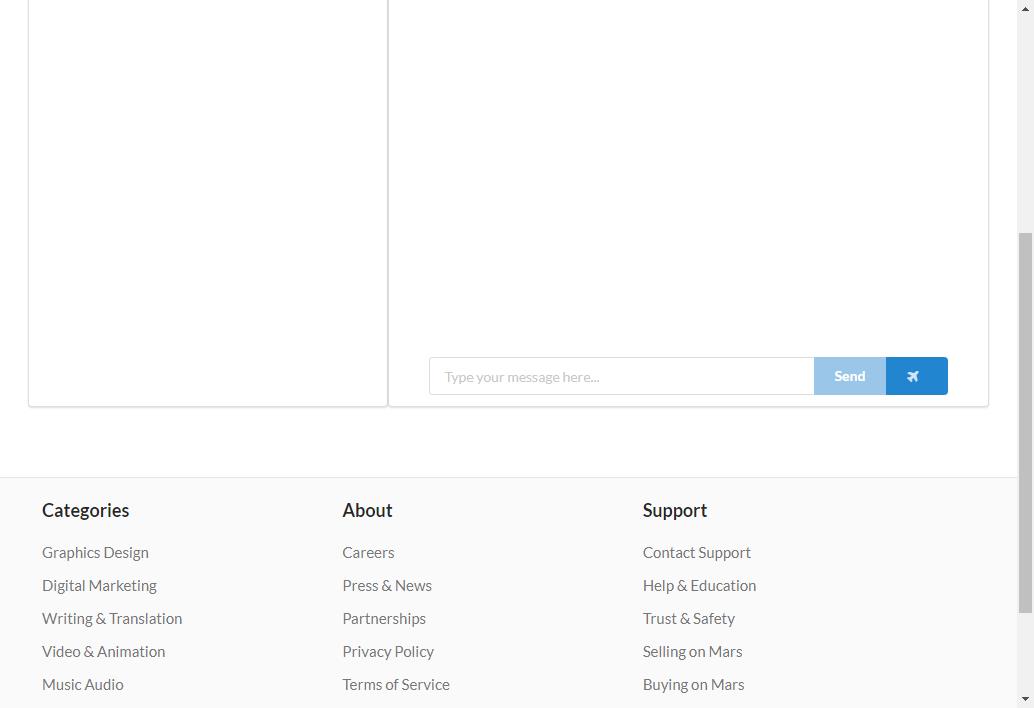 Type your message here...
Send
Categories
Graphics Design
Digital Marketing
Writing & Translation
Video & Animation
Music Audio
About
Careers
Press & News
Partnerships
Privacy Policy
Terms of Service
Support
Contact Support
Help & Education
Trust & Safety
Selling on Mars
Buying on Mars